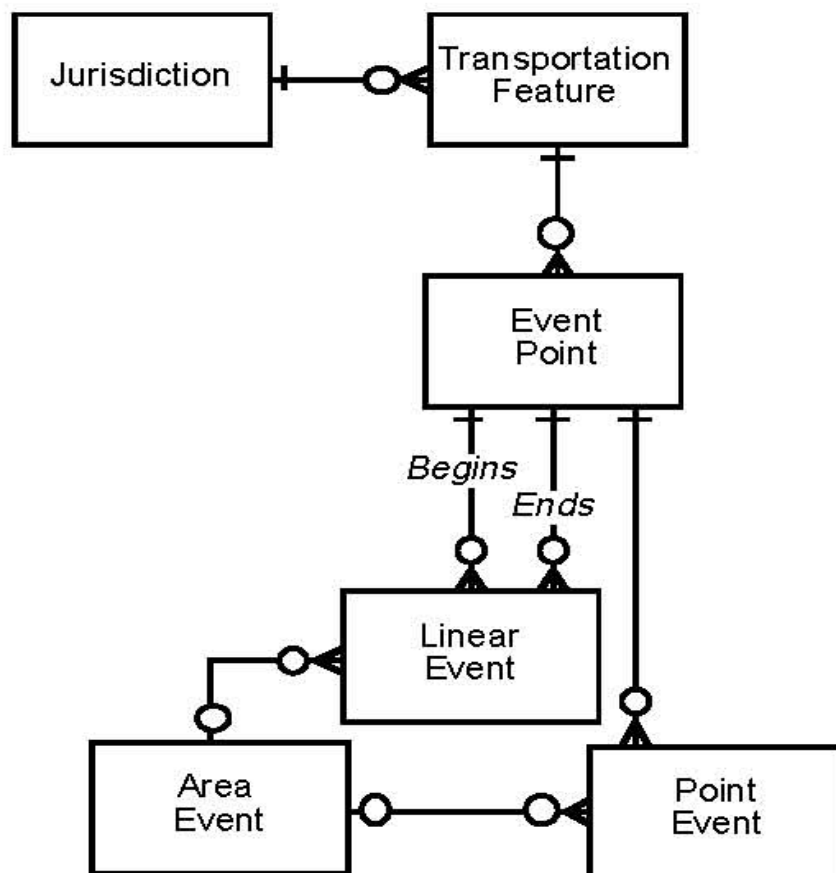 Jurisdiction
Transportation
Feature
Event
Point
Begins
Ends
Linear
Event
Area
Event
Point
Event